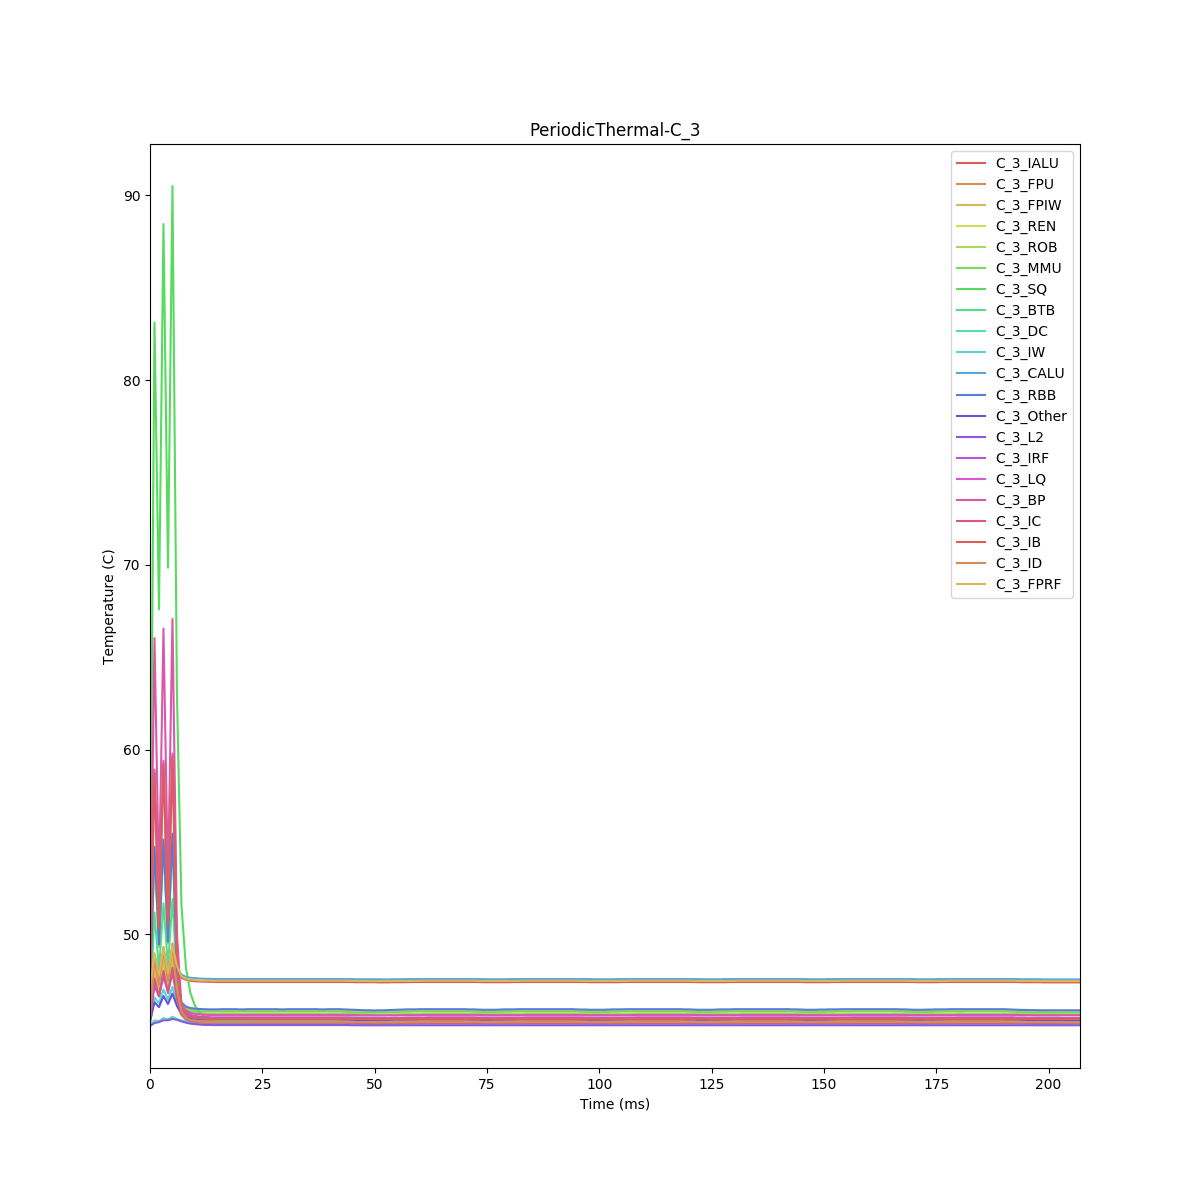 PeriodicThermal-C_3
C_3_IALU
C_3_FPU
C_3_FPIW
C_3_REN
C_3_ROB
C_3_MMU
C_3_SQ
C_3_BTB
C_3_DC
C_3_IW
C_3_CALU
C_3_RBB
C_3_Other
C_3_L2
C_3_IRF
C_3_LQ
C_3_BP
C_3_IC
C_3_IB
C_3_ID
C_3_FPRF
90
80
70
60
50
Temperature (C)
0 25 50 75 100 125 150 175 200
Time (ms)